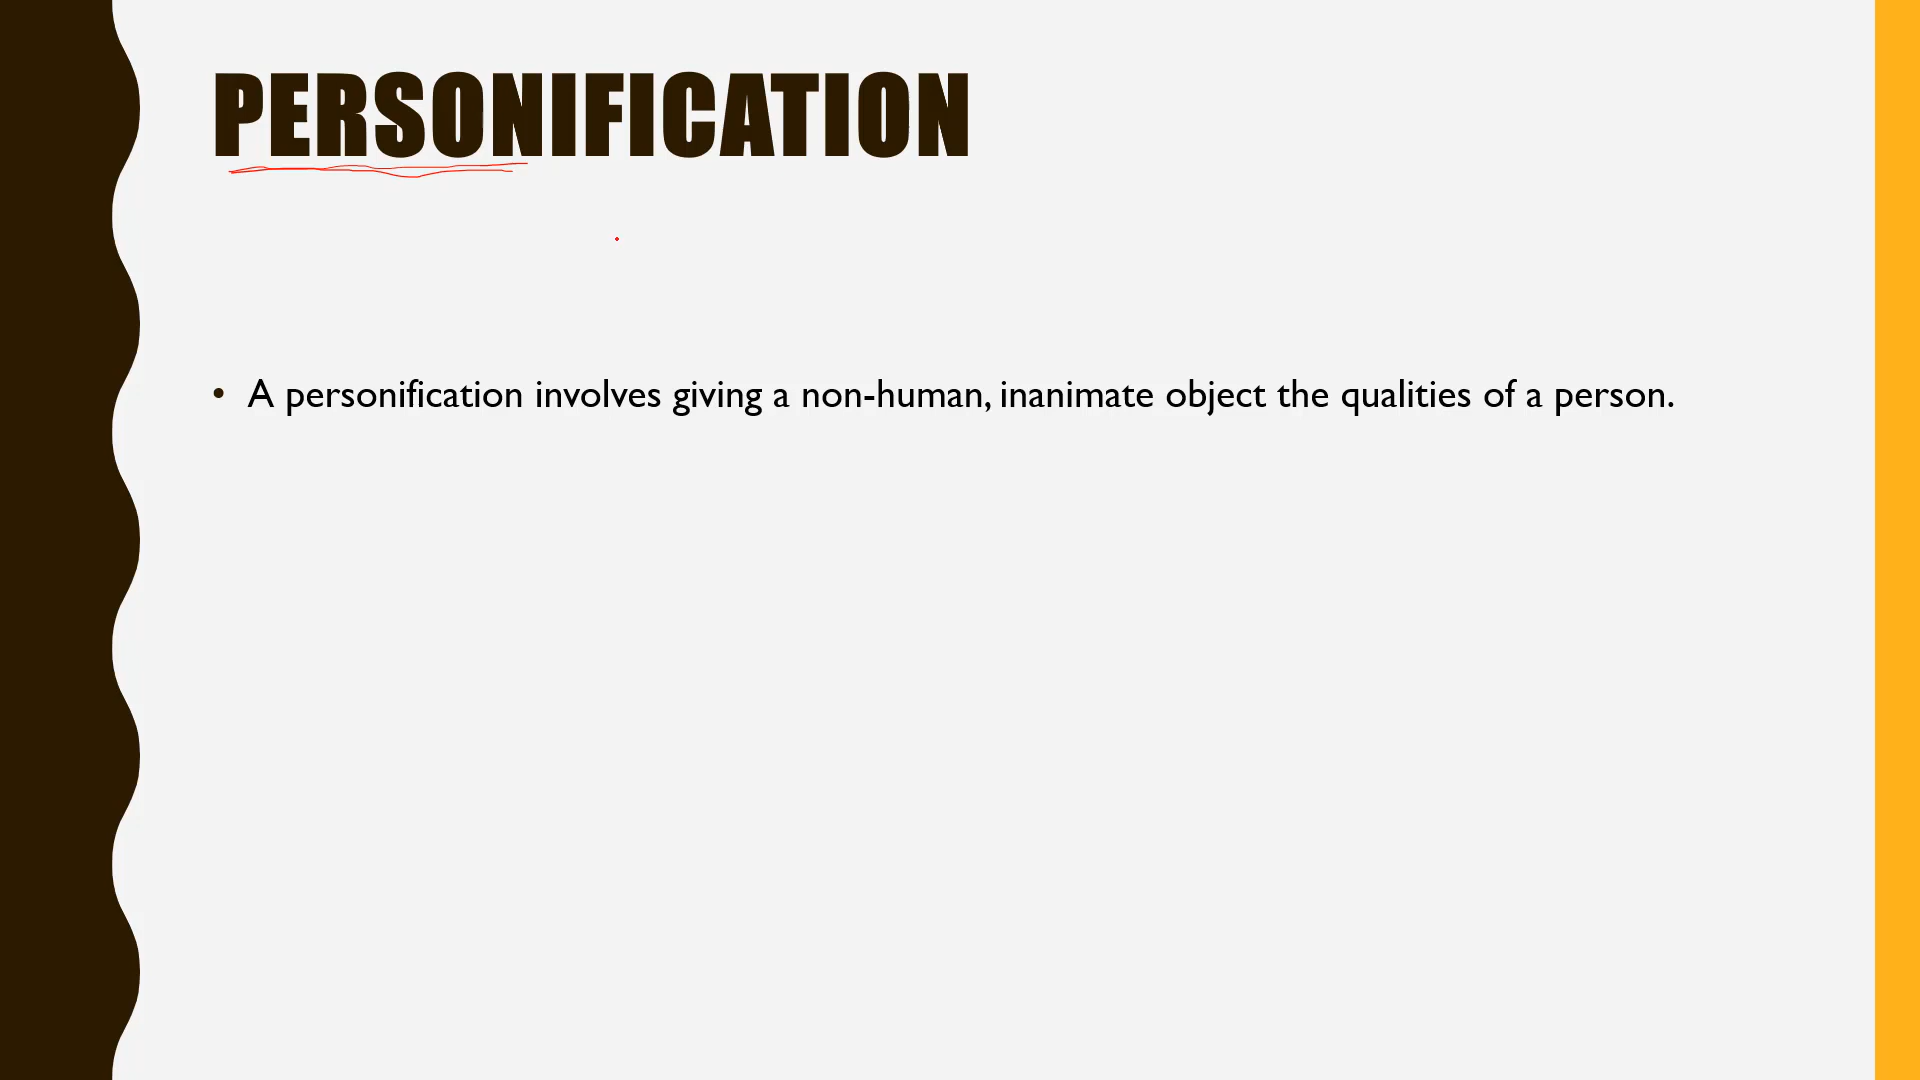 PERSONIFICATION
• A personification involves giving a non-human, inanimate object the qualities of a person.